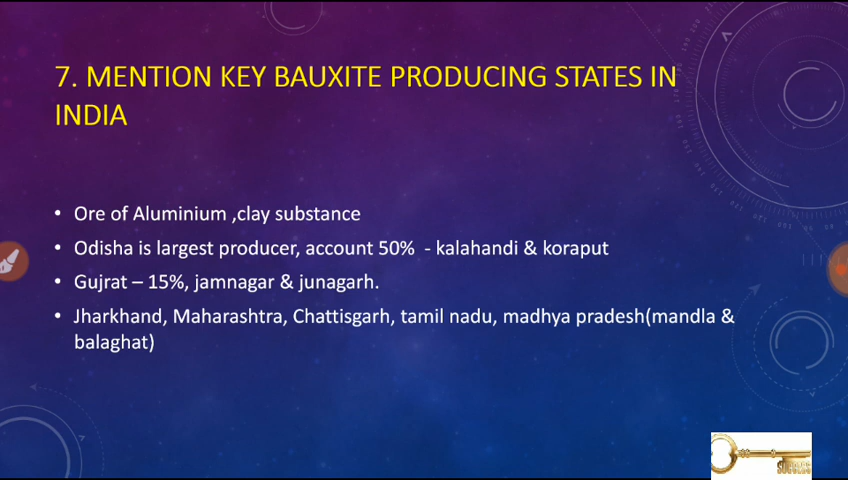 7. MENTION KEY BAUXITE PRODUCING STATES IN
INDIA
• Ore of Aluminium ,clay substance
• Odisha is largest producer, account 50%  - kalahandi & koraput
• Gujrat – 15%, jamnagar & junagarh.
• Jharkhand, Maharashtra, Chattisgarh, tamil nadu, madhya pradesh(mandla &
balaghat)